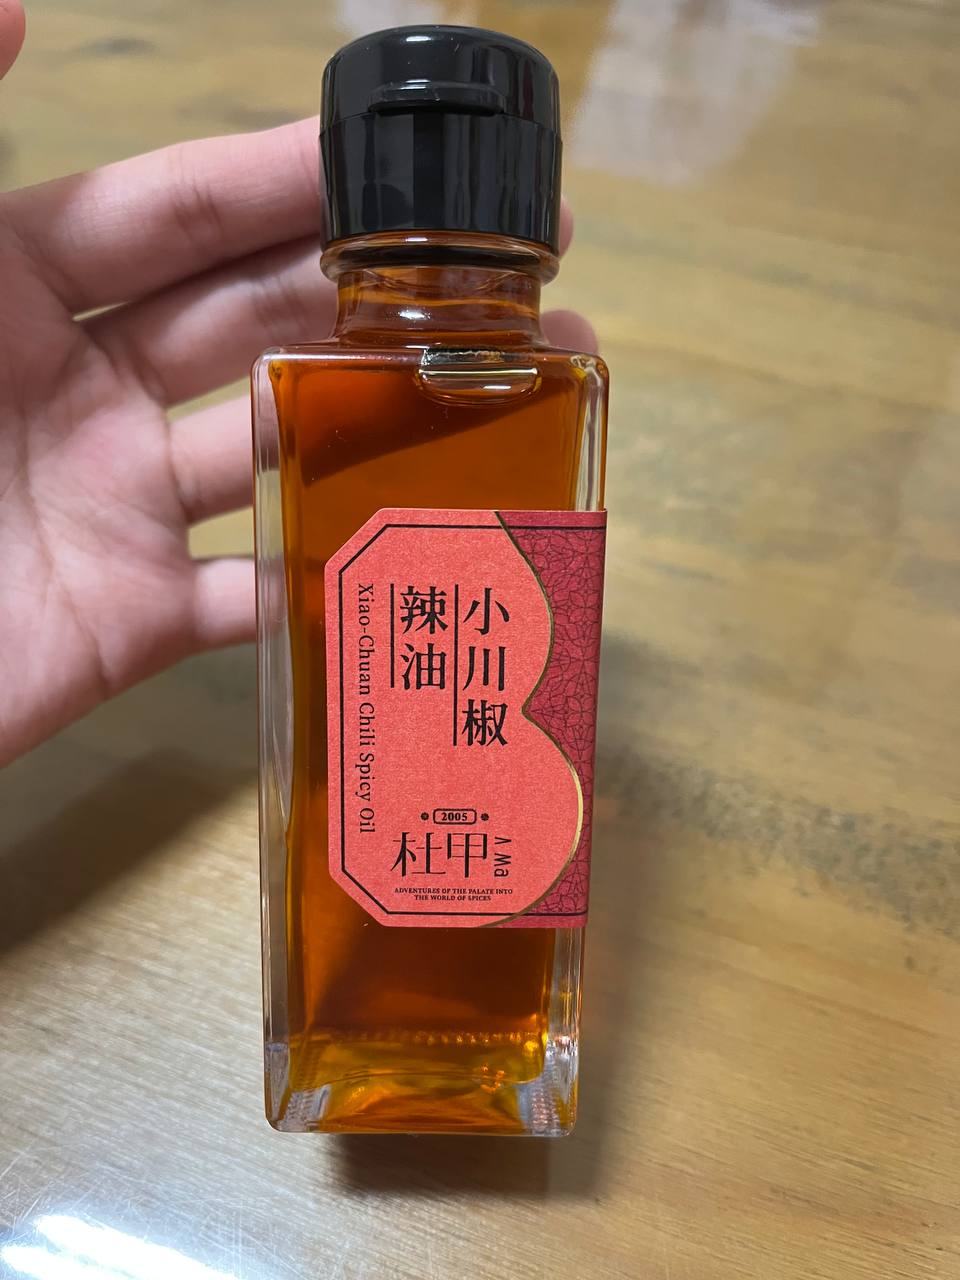 小川椒
辣油
Xiao-Chuan Chili Spicy Oil
2005
杜甲
A Ma
ADVENTURES OF THE PALATE INTO
THE WORLD OF SPICES